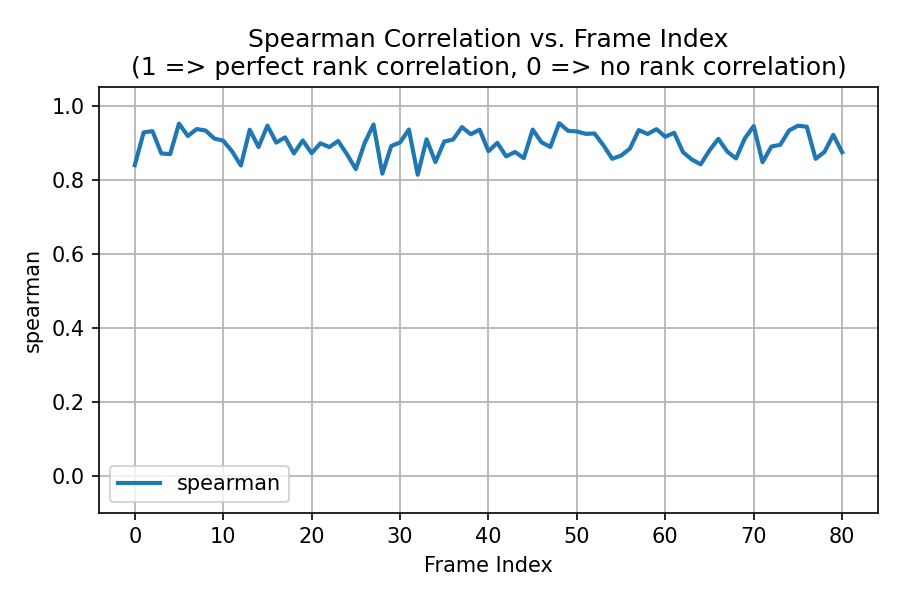 Spearman Correlation vs. Frame Index
(1 => perfect rank correlation, 0 => no rank correlation)
1.0
0.8
0.6
0.4
0.2
0.0
spearman
spearman
0 10 20 30 40 50 60 70 80
Frame Index